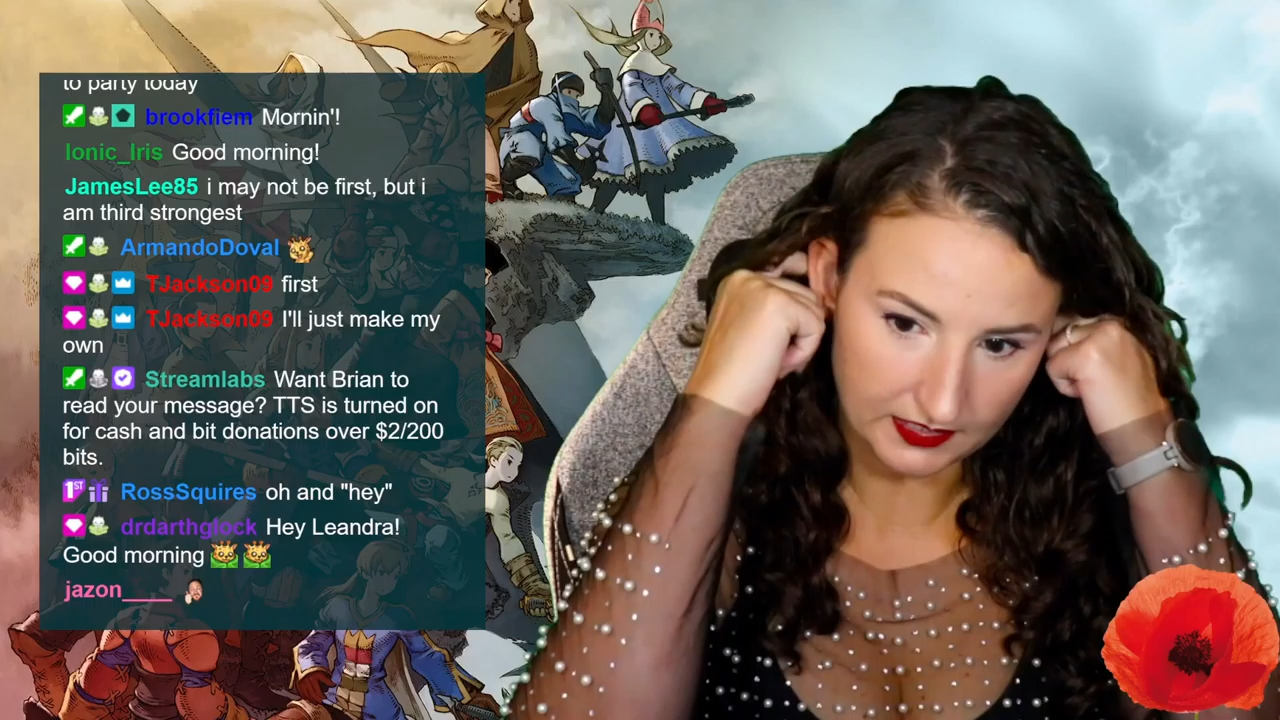 to party today
brookfiem Mornin'!
Ionic_Iris Good morning!
JamesLee85 i may not be first, but i
am third strongest
ArmandoDoval
TJackson09 first
TJackson09 I'll just make my
own
Streamlabs Want Brian to
read your message? TTS is turned on
for cash and bit donations over $2/200
bits.
1ST RossSquires oh and "hey"
drdarthglock Hey Leandra!
Good morning
jazon____